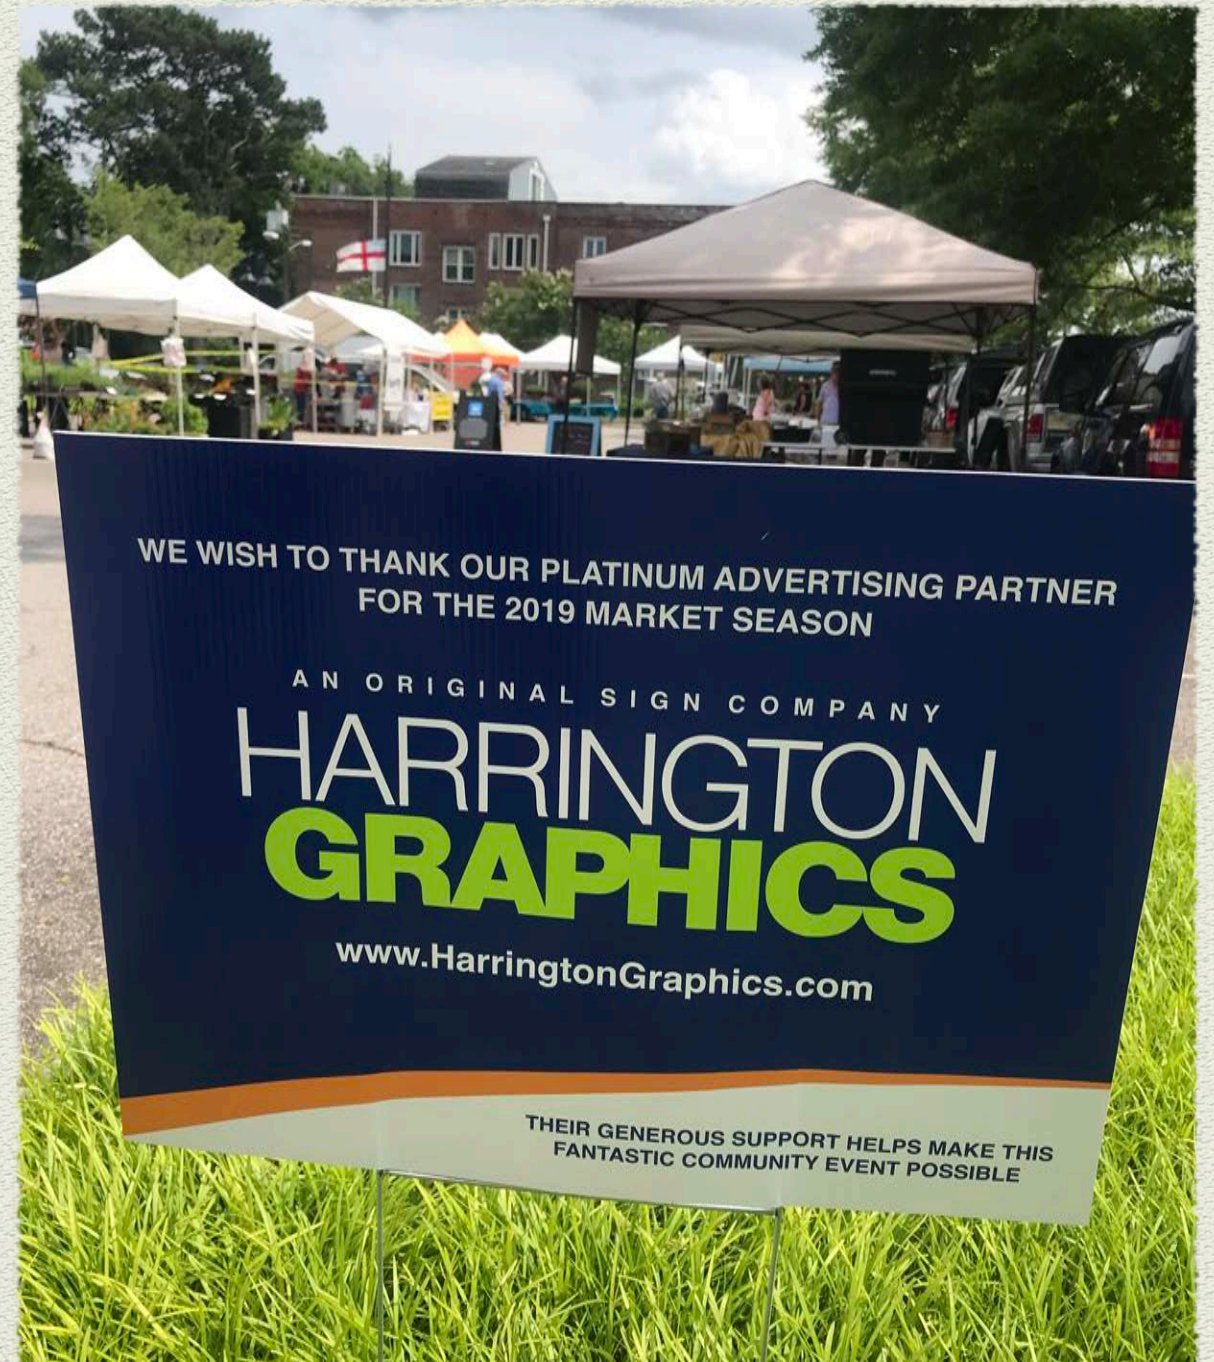 WE WISH TO THANK OUR PLATINUM ADVERTISING PARTNER
FOR THE 2019 MARKET SEASON
AN ORIGINAL SIGN COMPANY
HARRINGTON
GRAPHICS
www.HarringtonGraphics.com
THEIR GENEROUS SUPPORT HELPS MAKE THIS
FANTASTIC COMMUNITY EVENT POSSIBLE